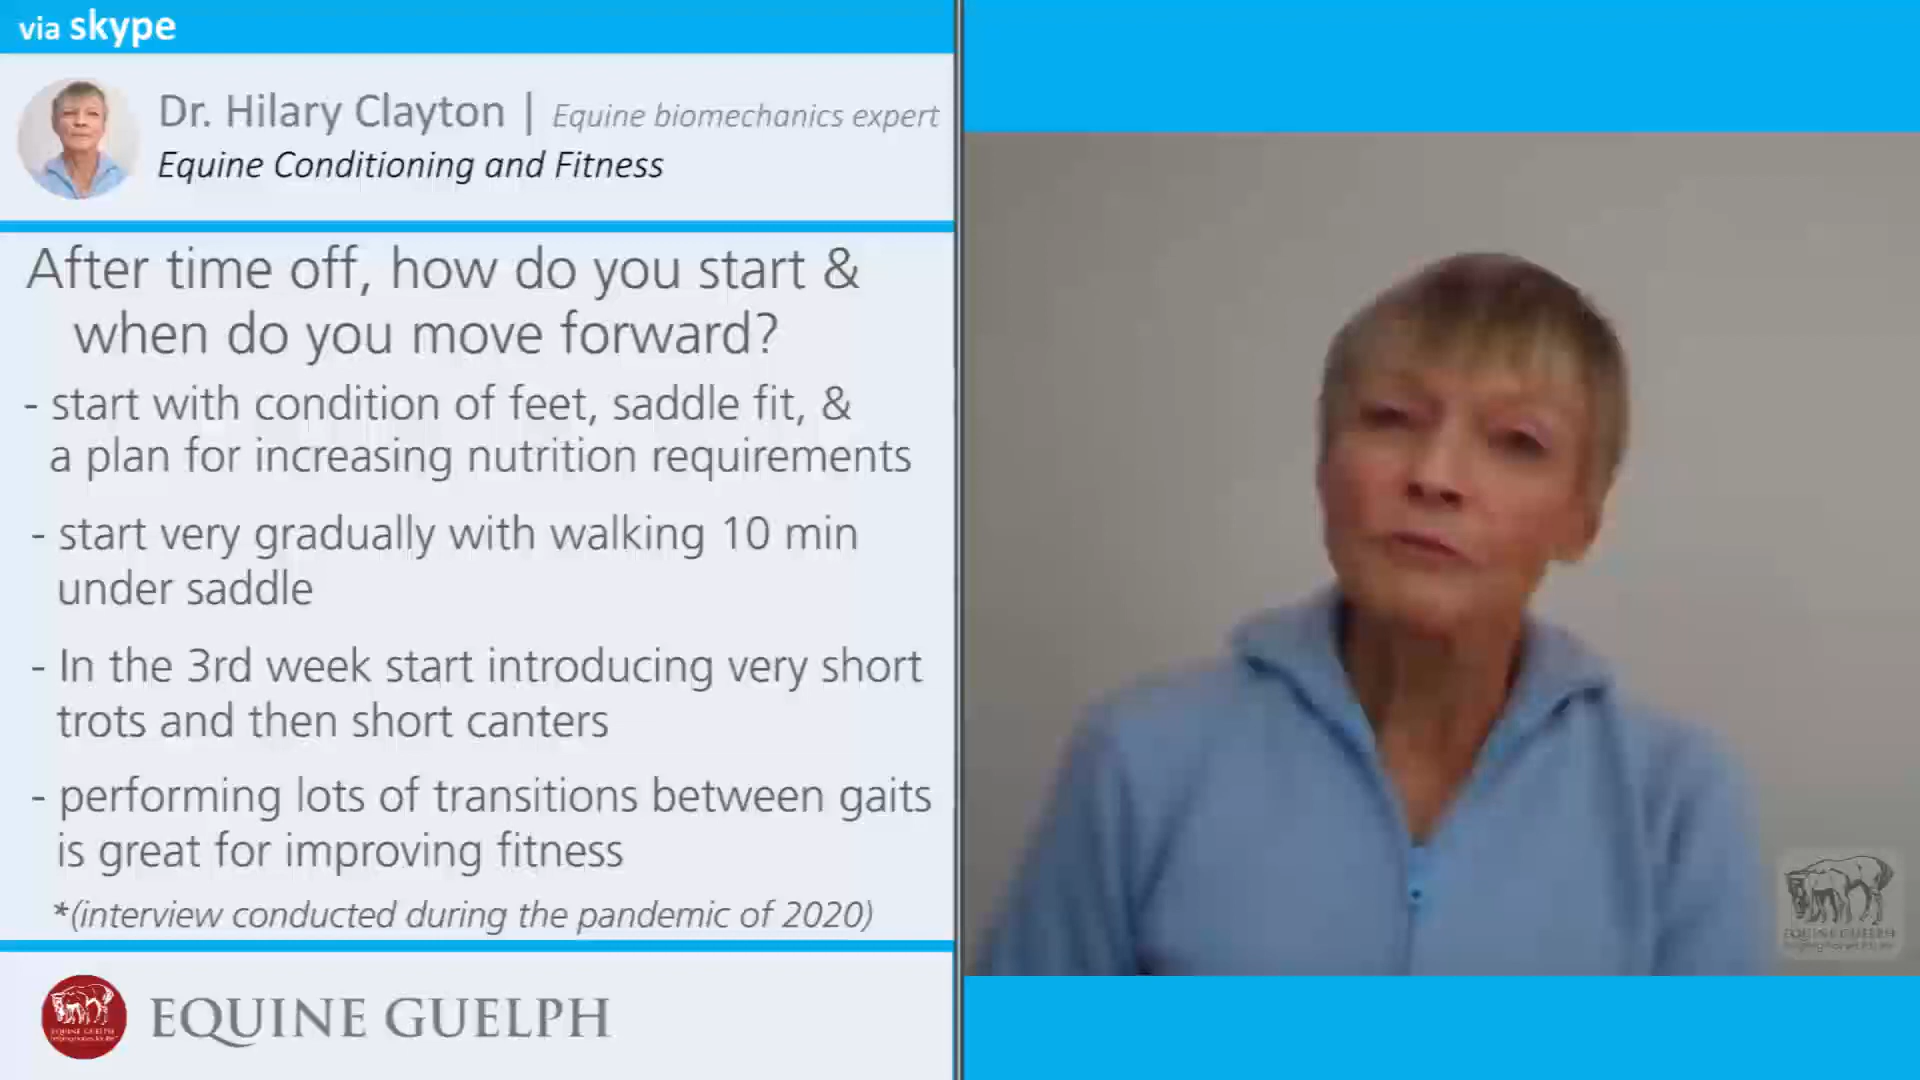 via skype
Dr. Hilary Clayton | Equine biomechanics expert
Equine Conditioning and Fitness
After time off, how do you start &
when do you move forward?
- start with condition of feet, saddle fit, &
a plan for increasing nutrition requirements
- start very gradually with walking 10 min
under saddle
- In the 3rd week start introducing very short
trots and then short canters
- performing lots of transitions between gaits
is great for improving fitness
*(interview conducted during the pandemic of 2020)
EQUINE GUELPH
EQUINE GUELPH
EQUINE GUELPH